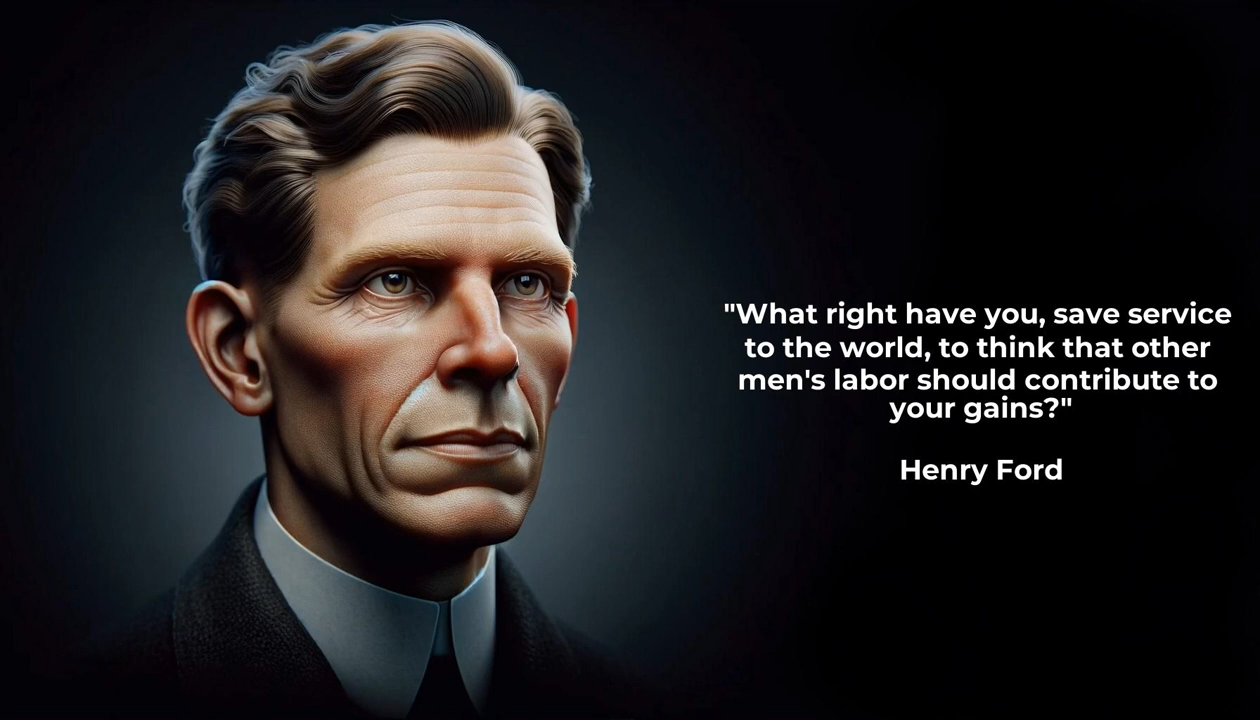 "What right have you, save service
to the world, to think that other
men's labor should contribute to
your gains?"
Henry Ford